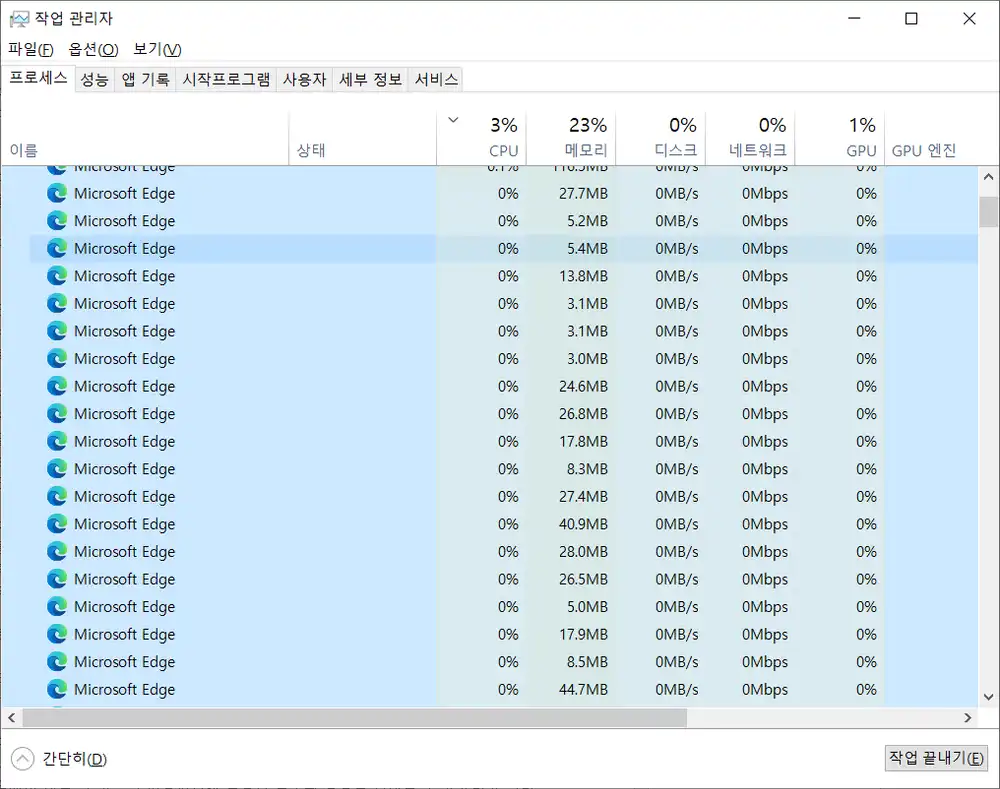 작업 관리자
파일(F) 옵션(O) 보기(V)
프로세스 성능 앱 기록 시작프로그램 사용자 세부 정보 서비스
3% 23% 0% 0% 1%
이름 상태 CPU 메모리 디스크 네트워크 GPU GPU 엔진
Microsoft Edge 0.1% 116.5MB 0MB/s 0Mbps 0%
Microsoft Edge 0% 27.7MB 0MB/s 0Mbps 0%
Microsoft Edge 0% 5.2MB 0MB/s 0Mbps 0%
Microsoft Edge 0% 5.4MB 0MB/s 0Mbps 0%
Microsoft Edge 0% 13.8MB 0MB/s 0Mbps 0%
Microsoft Edge 0% 3.1MB 0MB/s 0Mbps 0%
Microsoft Edge 0% 3.1MB 0MB/s 0Mbps 0%
Microsoft Edge 0% 3.0MB 0MB/s 0Mbps 0%
Microsoft Edge 0% 24.6MB 0MB/s 0Mbps 0%
Microsoft Edge 0% 26.8MB 0MB/s 0Mbps 0%
Microsoft Edge 0% 17.8MB 0MB/s 0Mbps 0%
Microsoft Edge 0% 8.3MB 0MB/s 0Mbps 0%
Microsoft Edge 0% 27.4MB 0MB/s 0Mbps 0%
Microsoft Edge 0% 40.9MB 0MB/s 0Mbps 0%
Microsoft Edge 0% 28.0MB 0MB/s 0Mbps 0%
Microsoft Edge 0% 26.5MB 0MB/s 0Mbps 0%
Microsoft Edge 0% 5.0MB 0MB/s 0Mbps 0%
Microsoft Edge 0% 17.9MB 0MB/s 0Mbps 0%
Microsoft Edge 0% 8.5MB 0MB/s 0Mbps 0%
Microsoft Edge 0% 44.7MB 0MB/s 0Mbps 0%
간단히(D) 작업 끝내기(E)